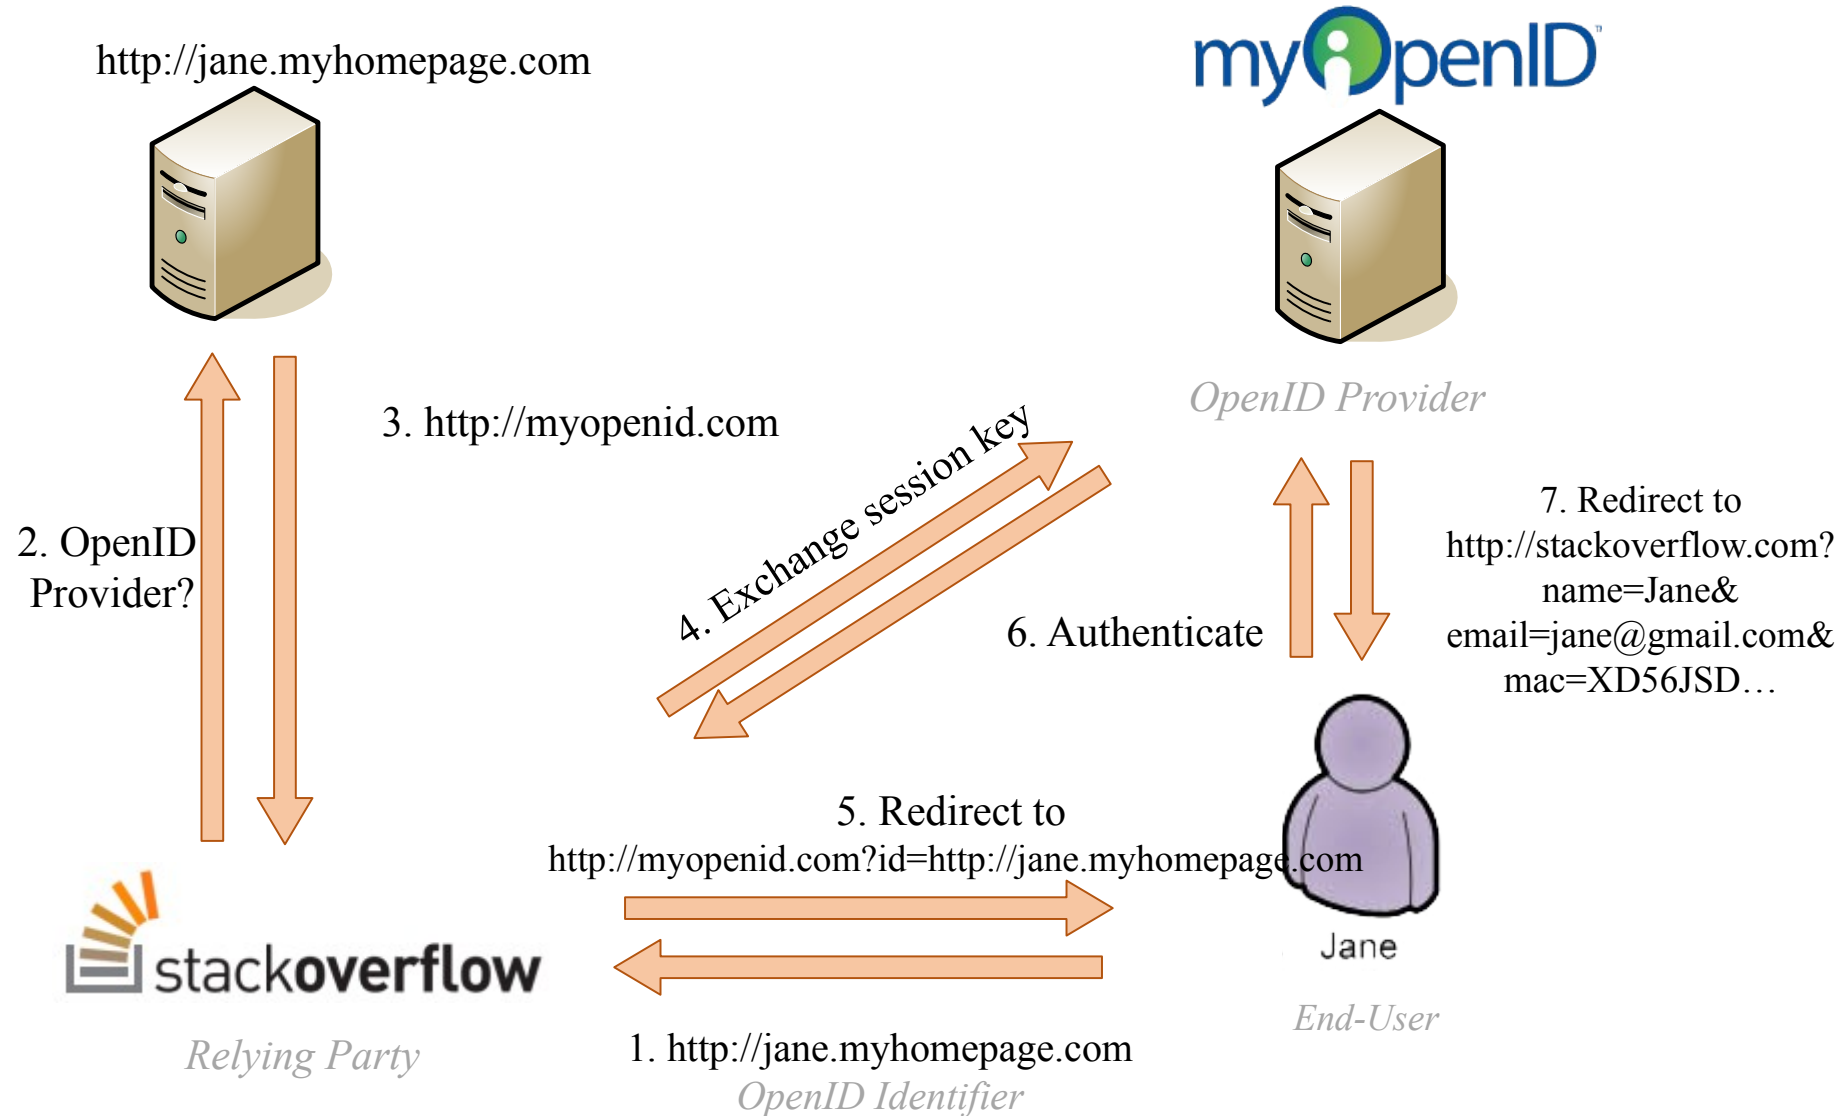 http://jane.myhomepage.com
myOpenID™
OpenID Provider
3. http://myopenid.com
4. Exchange session key
2. OpenID
Provider?
7. Redirect to
http://stackoverflow.com?
name=Jane&
email=jane@gmail.com&
mac=XD56JSD…
6. Authenticate
5. Redirect to
http://myopenid.com?id=http://jane.myhomepage.com
stackoverflow
Jane
End-User
Relying Party
1. http://jane.myhomepage.com
OpenID Identifier